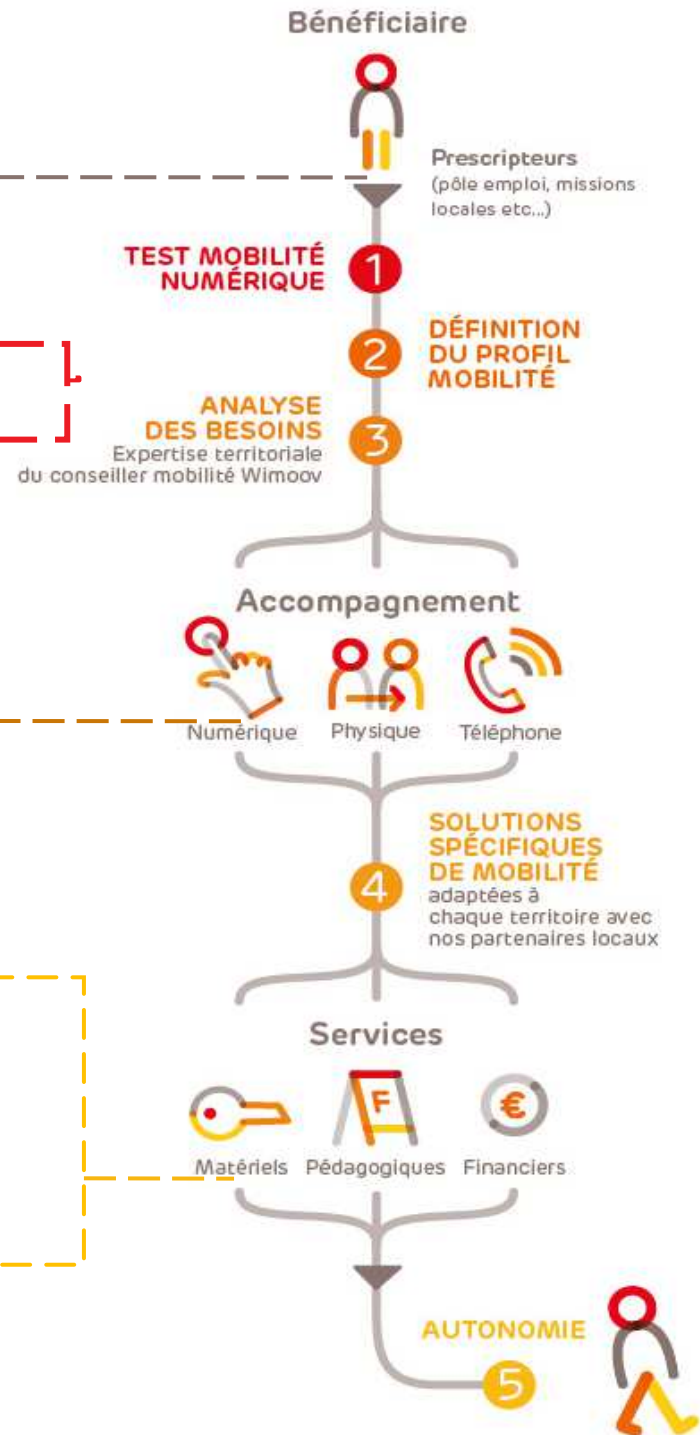 Bénéficiaire
Prescripteurs
(pôle emploi, missions
locales etc...)
TEST MOBILITÉ
NUMÉRIQUE
1
2
DÉFINITION
DU PROFIL
MOBILITÉ
ANALYSE
DES BESOINS
3
Expertise territoriale
du conseiller mobilité Wimoov
Accompagnement
Numérique
Physique
Téléphone
SOLUTIONS
SPÉCIFIQUES
DE MOBILITÉ
4
adaptées à
chaque territoire avec
nos partenaires locaux
Services
F
€
Matériels
Pédagogiques
Financiers
AUTONOMIE
5